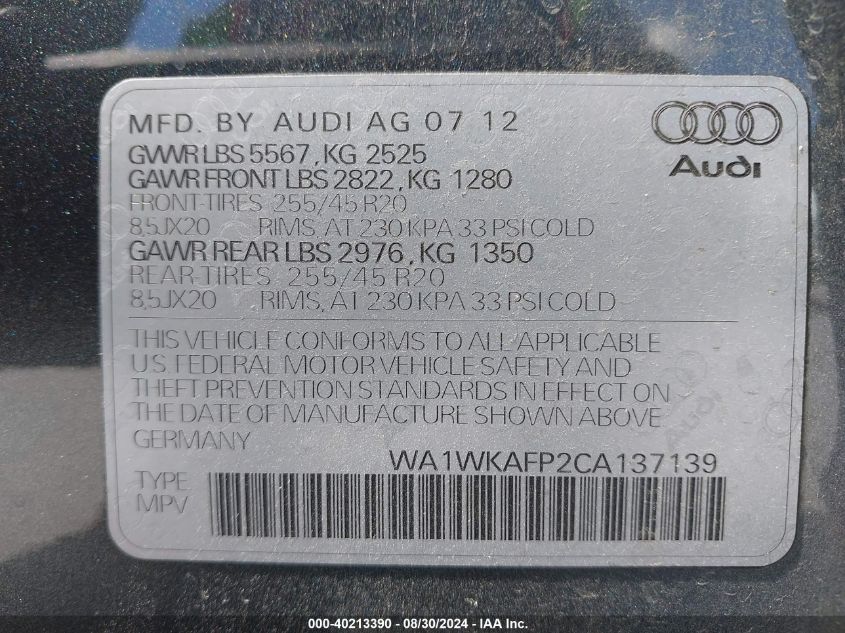 MFD. BY AUDI AG 07 12
Audi
GVWR LBS 5567, KG 2525
GAWR FRONT LBS 2822, KG 1280
FRONT-TIRES 255/45 R20
8,5JX20 RIMS, AT 230 KPA 33 PSI COLD
GAWR REAR LBS 2976, KG 1350
REAR-TIRES 255/45 R20
8,5JX20 RIMS, AT 230 KPA 33 PSI COLD
THIS VEHICLE CONFORMS TO ALL APPLICABLE
U.S. FEDERAL MOTOR VEHICLE SAFETY AND
THEFT PREVENTION STANDARDS IN EFFECT ON
THE DATE OF MANUFACTURE SHOWN ABOVE
Audi
GERMANY
WA1WKAFP2CA137139
TYPE
MPV
000-40213390 - 08/30/2024 - IAA Inc.